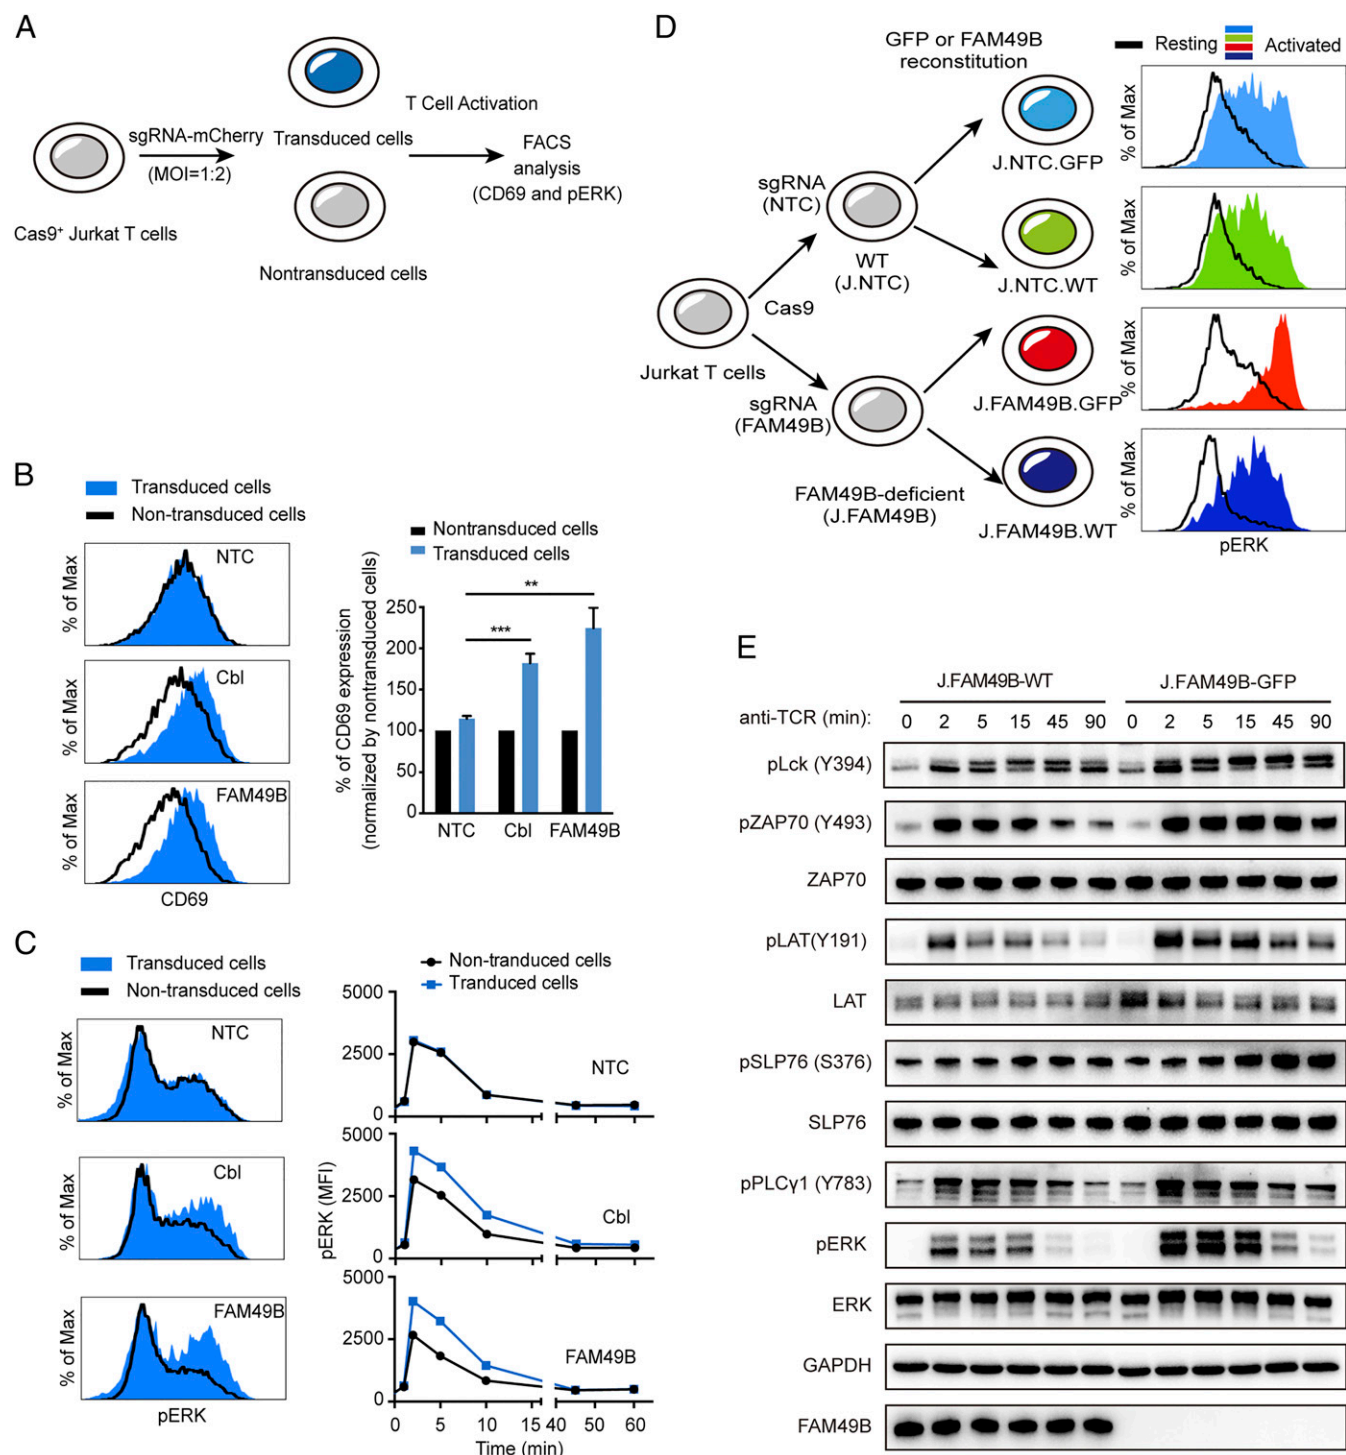 A
sgRNA-mCherry
(MOI=1:2)
Cas9⁺ Jurkat T cells
Transduced cells
Nontransduced cells
T Cell Activation
FACS
analysis
(CD69 and pERK)
B
Transduced cells
Non-transduced cells
% of Max
NTC
% of Max
Cbl
% of Max
FAM49B
CD69
Nontransduced cells
Transduced cells
% of CD69 expression
(normalized by nontransduced cells)
250
200
150
100
50
0
**
***
NTC Cbl FAM49B
C
Transduced cells
Non-transduced cells
% of Max
NTC
% of Max
Cbl
% of Max
FAM49B
pERK
Non-tranduced cells
Tranduced cells
pERK (MFI)
5000
2500
0
NTC
5000
2500
0
Cbl
5000
2500
0
FAM49B
0 5 10 15 40 50 60
Time (min)
D
GFP or FAM49B
reconstitution
Resting
Activated
Jurkat T cells
Cas9
sgRNA
(NTC)
WT
(J.NTC)
sgRNA
(FAM49B)
FAM49B-deficient
(J.FAM49B)
J.NTC.GFP
J.NTC.WT
J.FAM49B.GFP
J.FAM49B.WT
% of Max
% of Max
% of Max
% of Max
pERK
E
J.FAM49B-WT J.FAM49B-GFP
anti-TCR (min): 0 2 5 15 45 90 0 2 5 15 45 90
pLck (Y394)
pZAP70 (Y493)
ZAP70
pLAT(Y191)
LAT
pSLP76 (S376)
SLP76
pPLCγ1 (Y783)
pERK
ERK
GAPDH
FAM49B